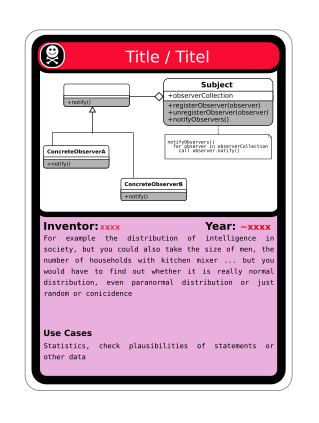 Title / Titel
Subject
+observerCollection
+notify()
+registerObserver(observer)
+unregisterObserver(observer)
+notifyObservers()
notifyObservers()
for observer in observerCollection
call observer.notify()
ConcreteObserverA
+notify()
ConcreteObserverB
+notify()
Inventor: xxxx Year: ~xxxx
For example the distribution of intelligence in
society, but you could also take the size of men, the
number of households with kitchen mixer ... but you
would have to find out whether it is really normal
distribution, even paranormal distribution or just
random or conicidence
Use Cases
Statistics, check plausibilities of statements or
other data